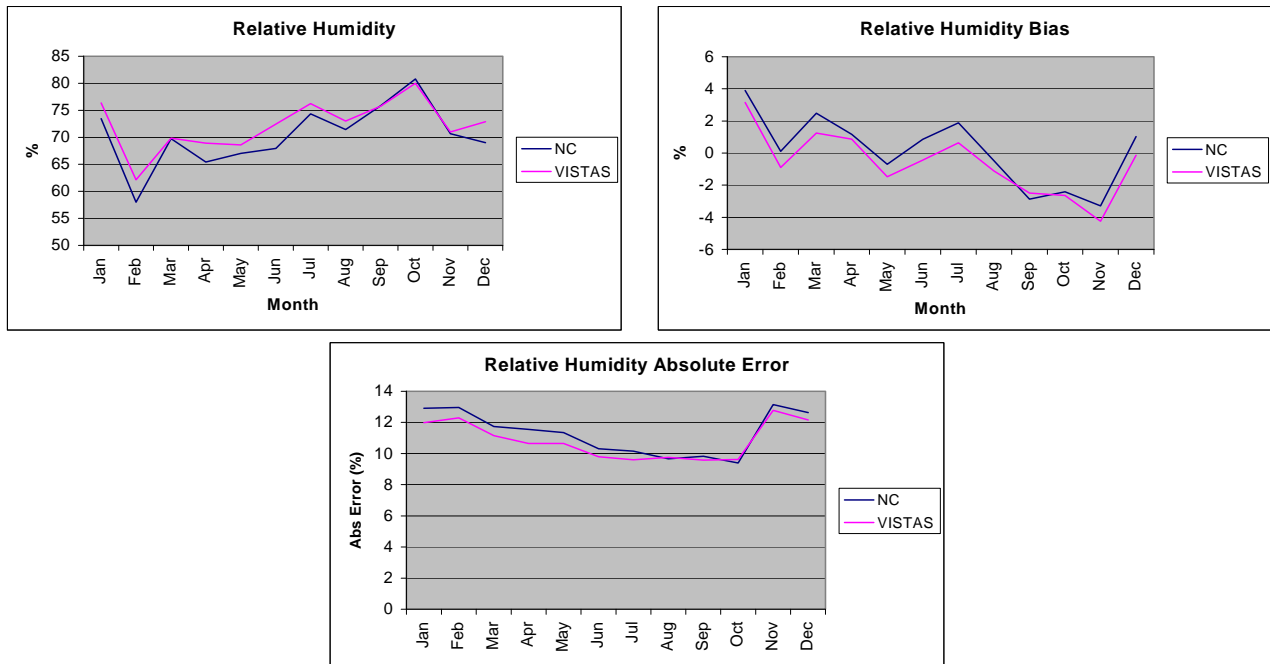 Relative Humidity
85
80
75
70
65
60
55
50
%
Jan
Feb
Mar
Apr
May
Jun
Jul
Aug
Sep
Oct
Nov
Dec
Month
NC
VISTAS
Relative Humidity Bias
6
4
2
0
-2
-4
-6
%
Jan
Feb
Mar
Apr
May
Jun
Jul
Aug
Sep
Oct
Nov
Dec
Month
NC
VISTAS
Relative Humidity Absolute Error
14
12
10
8
6
4
2
0
Abs Error (%)
Jan
Feb
Mar
Apr
May
Jun
Jul
Aug
Sep
Oct
Nov
Dec
NC
VISTAS